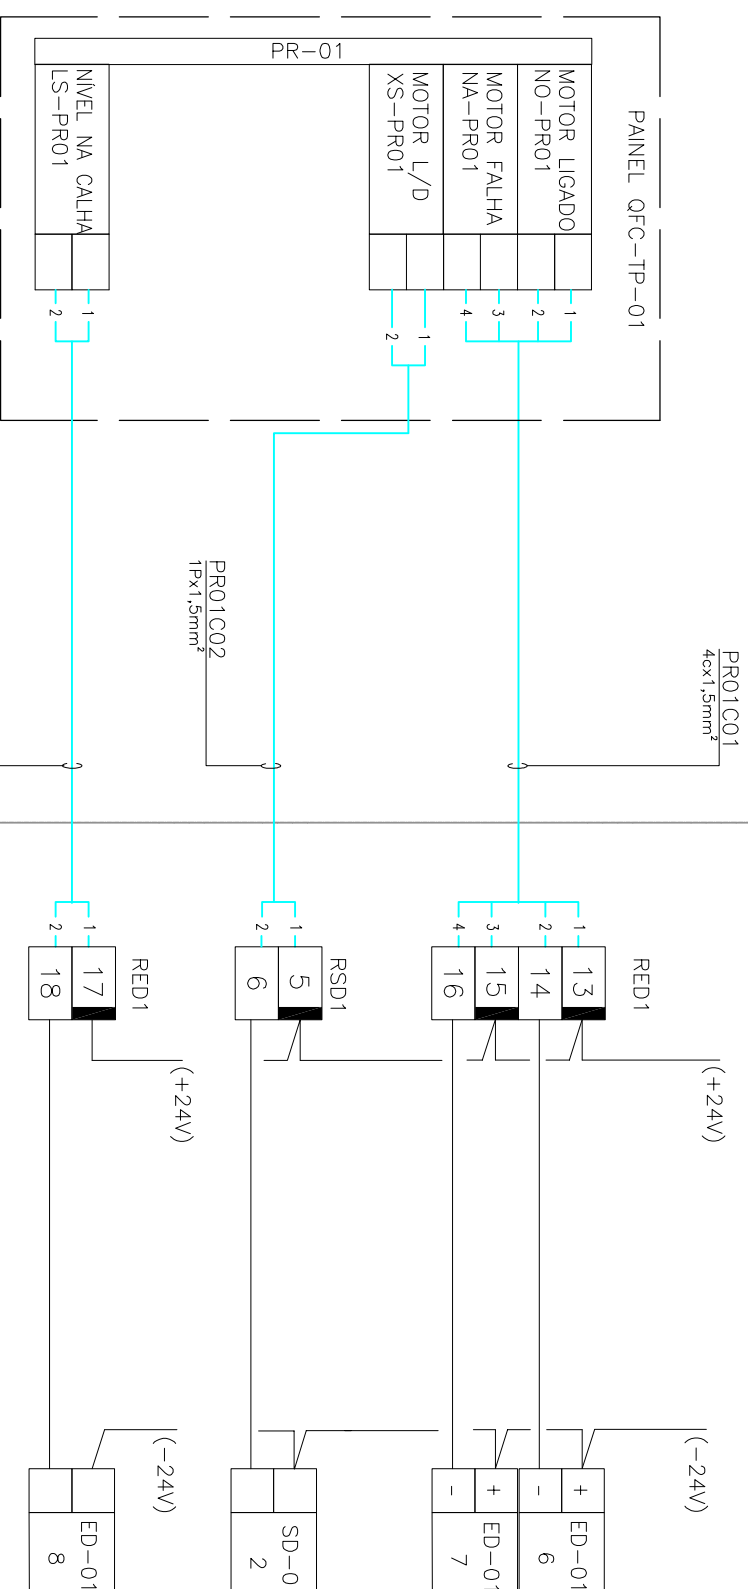 PR-01
PAINEL QFC-TP-01
MOTOR LIGADO
NO-PR01
MOTOR FALHA
NA-PR01
MOTOR L/D
XS-PR01
NÍVEL NA CALHA
LS-PR01
1
2
3
4
1
2
1
2
PR01C01
4cx1,5mm²
PR01C02
1Px1,5mm²
1
2
3
4
1
2
1
2
RED1
13
14
15
16
(+24V)
RSD1
5
6
RED1
17
18
(+24V)
(-24V)
+
-
+
-
ED-01
6
ED-01
7
SD-0
2
(-24V)
ED-01
8